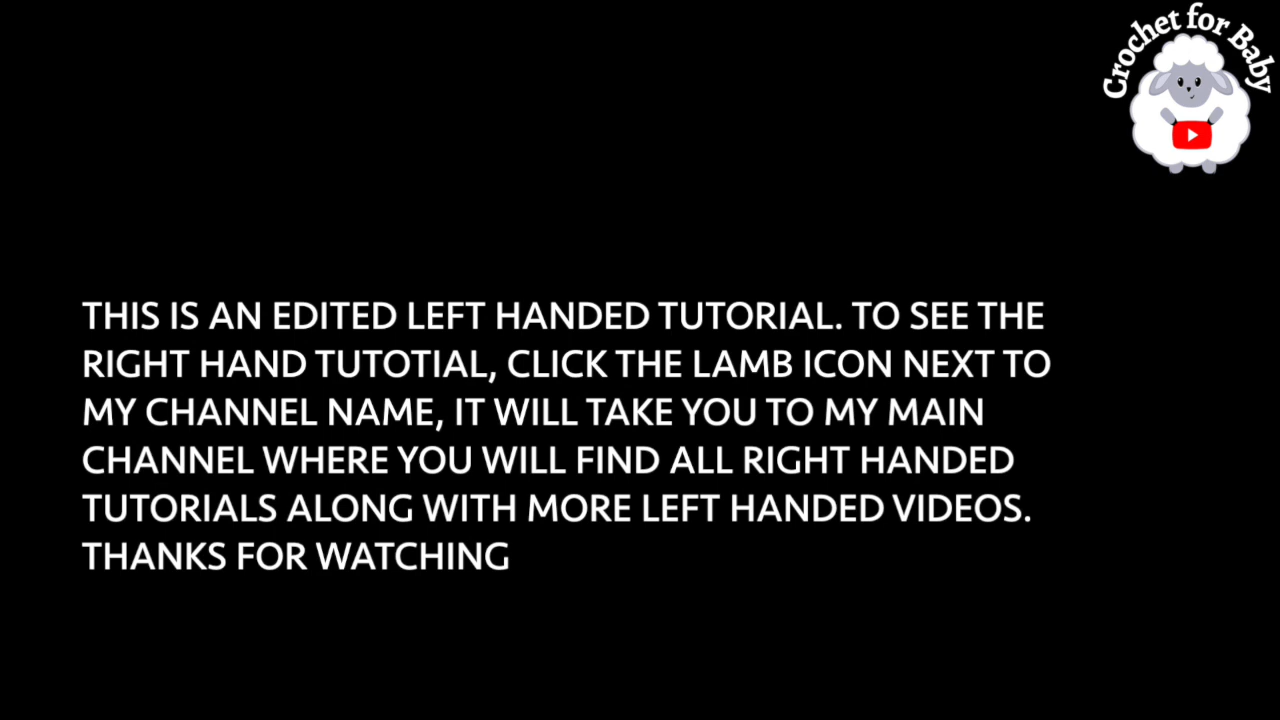 Crochet for Baby
THIS IS AN EDITED LEFT HANDED TUTORIAL. TO SEE THE
RIGHT HAND TUTOTIAL, CLICK THE LAMB ICON NEXT TO
MY CHANNEL NAME, IT WILL TAKE YOU TO MY MAIN
CHANNEL WHERE YOU WILL FIND ALL RIGHT HANDED
TUTORIALS ALONG WITH MORE LEFT HANDED VIDEOS.
THANKS FOR WATCHING